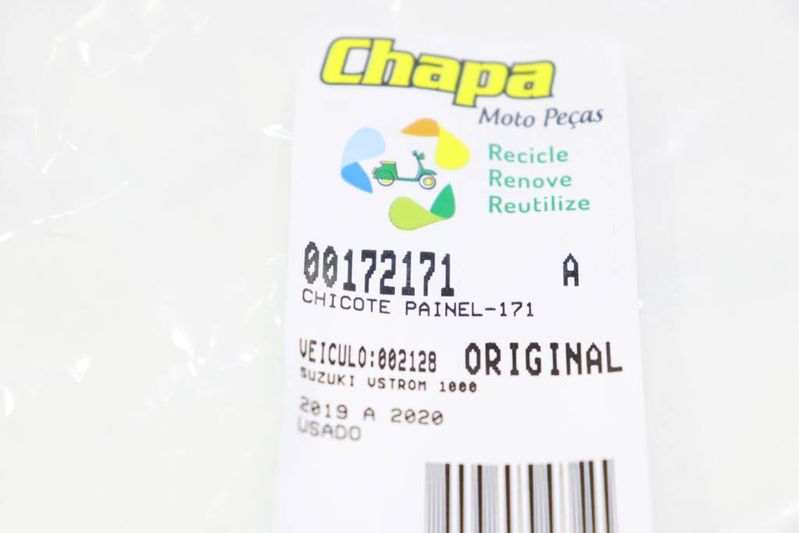 Chapa
Moto Peças
Recicle
Renove
Reutilize
00172171 A
CHICOTE PAINEL-171
VEICULO:002128 ORIGINAL
SUZUKI VSTROM 1000
2019 A 2020
USADO